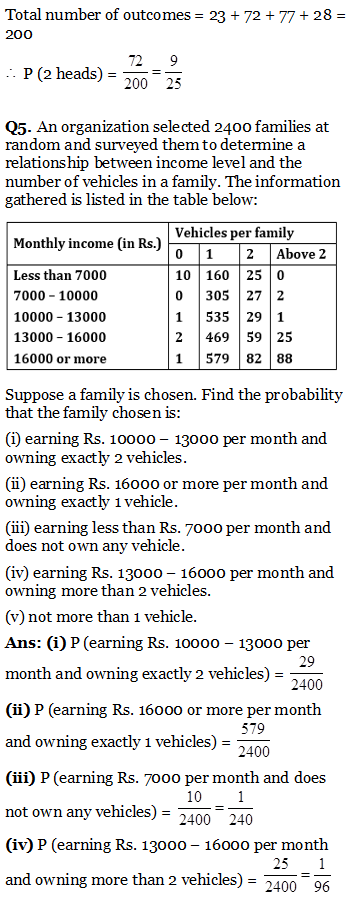 Total number of outcomes = 23 + 72 + 77 + 28 =
200
∴ P (2 heads) = 72/200 = 9/25
Q5. An organization selected 2400 families at
random and surveyed them to determine a
relationship between income level and the
number of vehicles in a family. The information
gathered is listed in the table below:
Monthly income (in Rs.) Vehicles per family
0 1 2 Above 2
Less than 7000 10 160 25 0
7000 – 10000 0 305 27 2
10000 – 13000 1 535 29 1
13000 – 16000 2 469 59 25
16000 or more 1 579 82 88
Suppose a family is chosen. Find the probability
that the family chosen is:
(i) earning Rs. 10000 – 13000 per month and
owning exactly 2 vehicles.
(ii) earning Rs. 16000 or more per month and
owning exactly 1 vehicle.
(iii) earning less than Rs. 7000 per month and
does not own any vehicle.
(iv) earning Rs. 13000 – 16000 per month and
owning more than 2 vehicles.
(v) not more than 1 vehicle.
Ans: (i) P (earning Rs. 10000 – 13000 per
month and owning exactly 2 vehicles) = 29/2400
(ii) P (earning Rs. 16000 or more per month
and owning exactly 1 vehicles) = 579/2400
(iii) P (earning Rs. 7000 per month and does
not own any vehicles) = 10/2400 = 1/240
(iv) P (earning Rs. 13000 – 16000 per month
and owning more than 2 vehicles) = 25/2400 = 1/96